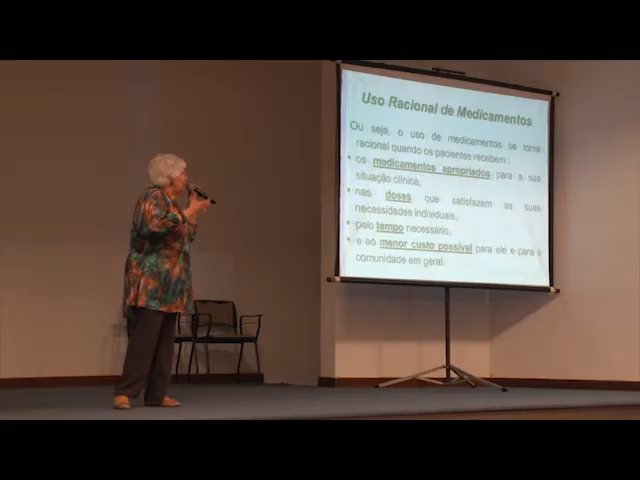 Uso Racional de Medicamentos
Ou seja, o uso de medicamentos se torna
racional quando os pacientes recebem :
• os medicamentos apropriados para a sua
situação clínica,
• nas doses que satisfazem as suas
necessidades individuais,
• pelo tempo necessário,
• e ao menor custo possível para ele e para a
comunidade em geral.